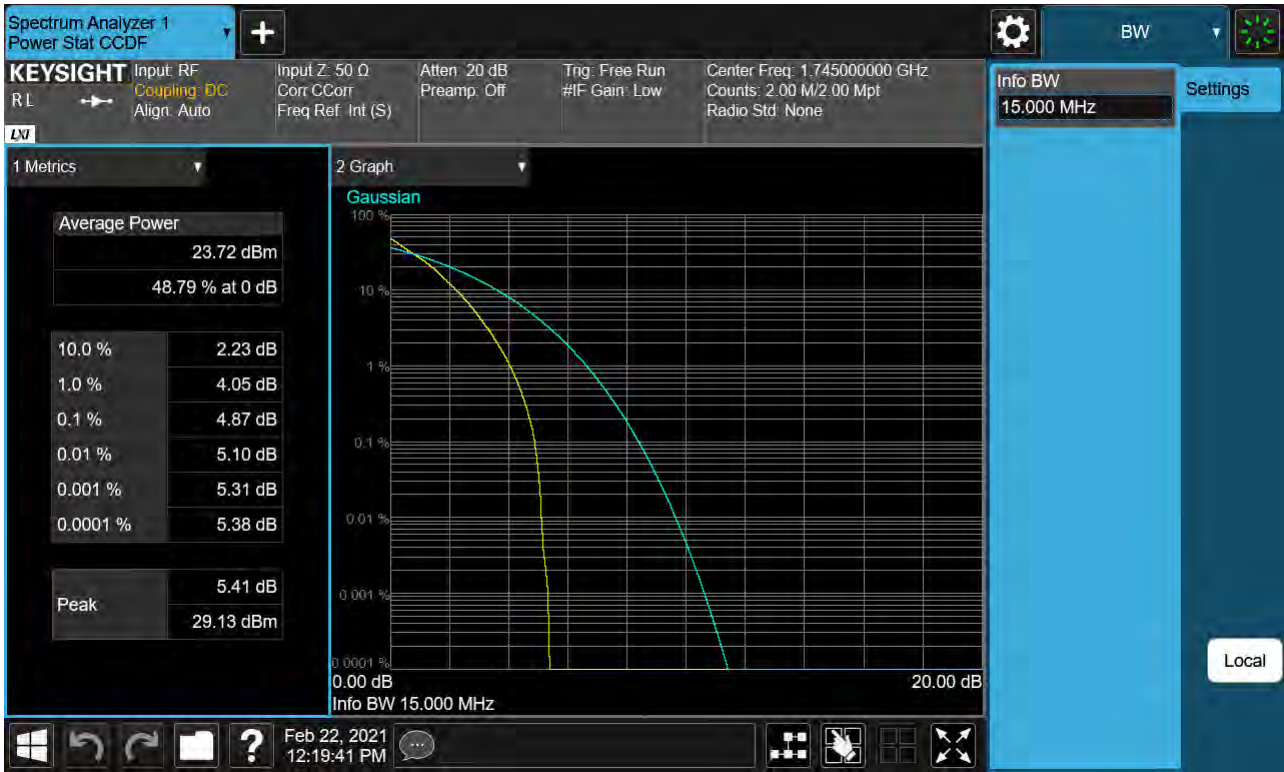 Spectrum Analyzer 1
Power Stat CCDF
+
BW
KEYSIGHT
R L
LXI
Input: RF
Coupling: DC
Align: Auto
Input Z: 50 Ω
Corr CCorr
Freq Ref: Int (S)
Atten: 20 dB
Preamp: Off
Trig: Free Run
#IF Gain: Low
Center Freq: 1.745000000 GHz
Counts: 2.00 M/2.00 Mpt
Radio Std: None
Info BW
15.000 MHz
Settings
1 Metrics
Average Power
23.72 dBm
48.79 % at 0 dB
10.0 % 2.23 dB
1.0 % 4.05 dB
0.1 % 4.87 dB
0.01 % 5.10 dB
0.001 % 5.31 dB
0.0001 % 5.38 dB
Peak
5.41 dB
29.13 dBm
2 Graph
Gaussian
100 %
10 %
1 %
0.1 %
0.01 %
0.001 %
0.0001 %
0.00 dB 20.00 dB
Info BW 15.000 MHz
Local
?
Feb 22, 2021
12:19:41 PM